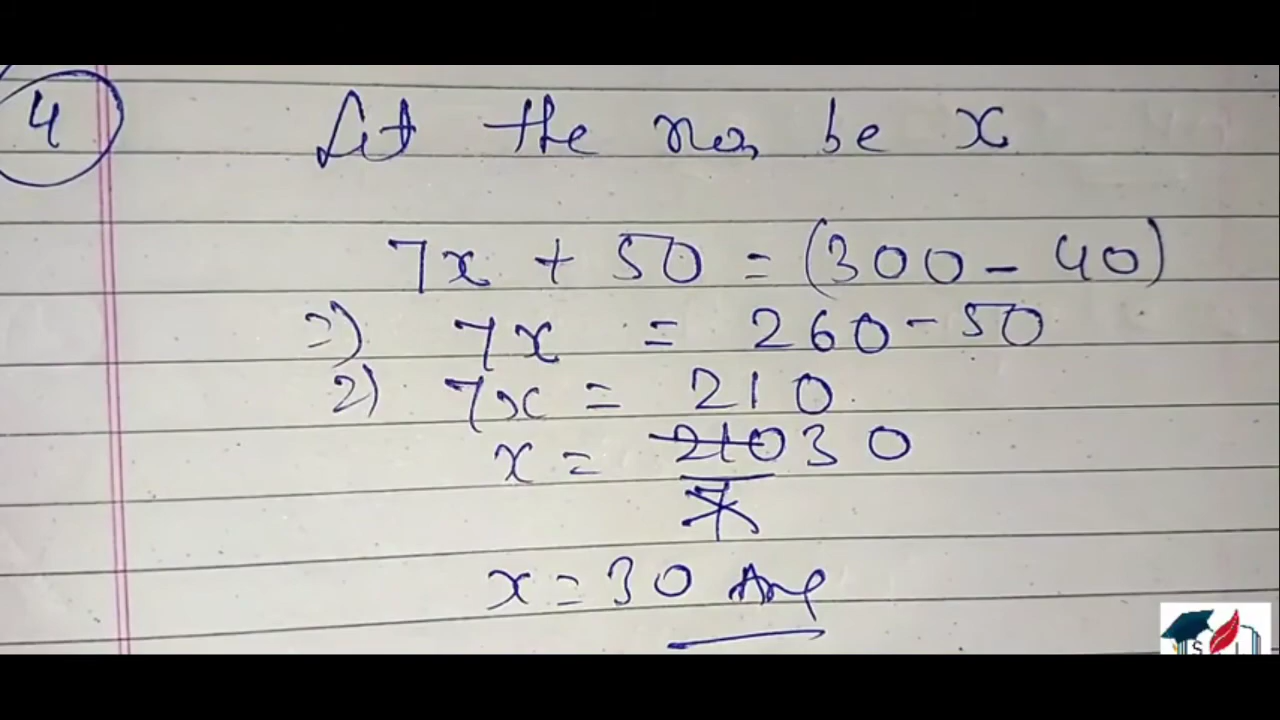 4 Let the no, be x
7x + 50 = (300 - 40)
=) 7x = 260 - 50
2) 7x = 210
x = 210/7 30
x = 30 Ans